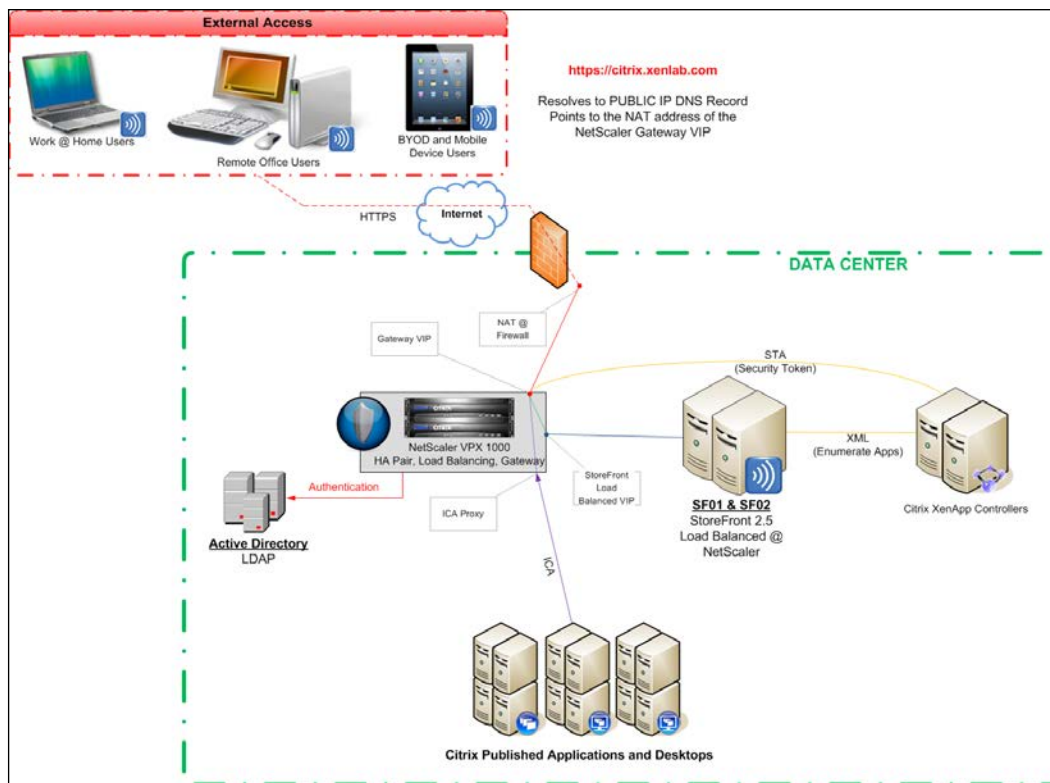 External Access
Work @ Home Users
Remote Office Users
BYOD and Mobile
Device Users
https://citrix.xenlab.com
Resolves to PUBLIC IP DNS Record
Points to the NAT address of the
NetScaler Gateway VIP
HTTPS
Internet
DATA CENTER
NAT @
Firewall
Gateway VIP
STA
(Security Token)
CITRIX
CITRIX
NetScaler VPX 1000
HA Pair, Load Balancing, Gateway
XML
(Enumerate Apps)
StoreFront
Load
Balanced VIP
Authentication
ICA Proxy
SF01 & SF02
StoreFront 2.5
Load Balanced @
NetScaler
Citrix XenApp Controllers
Active Directory
LDAP
ICA
Citrix Published Applications and Desktops